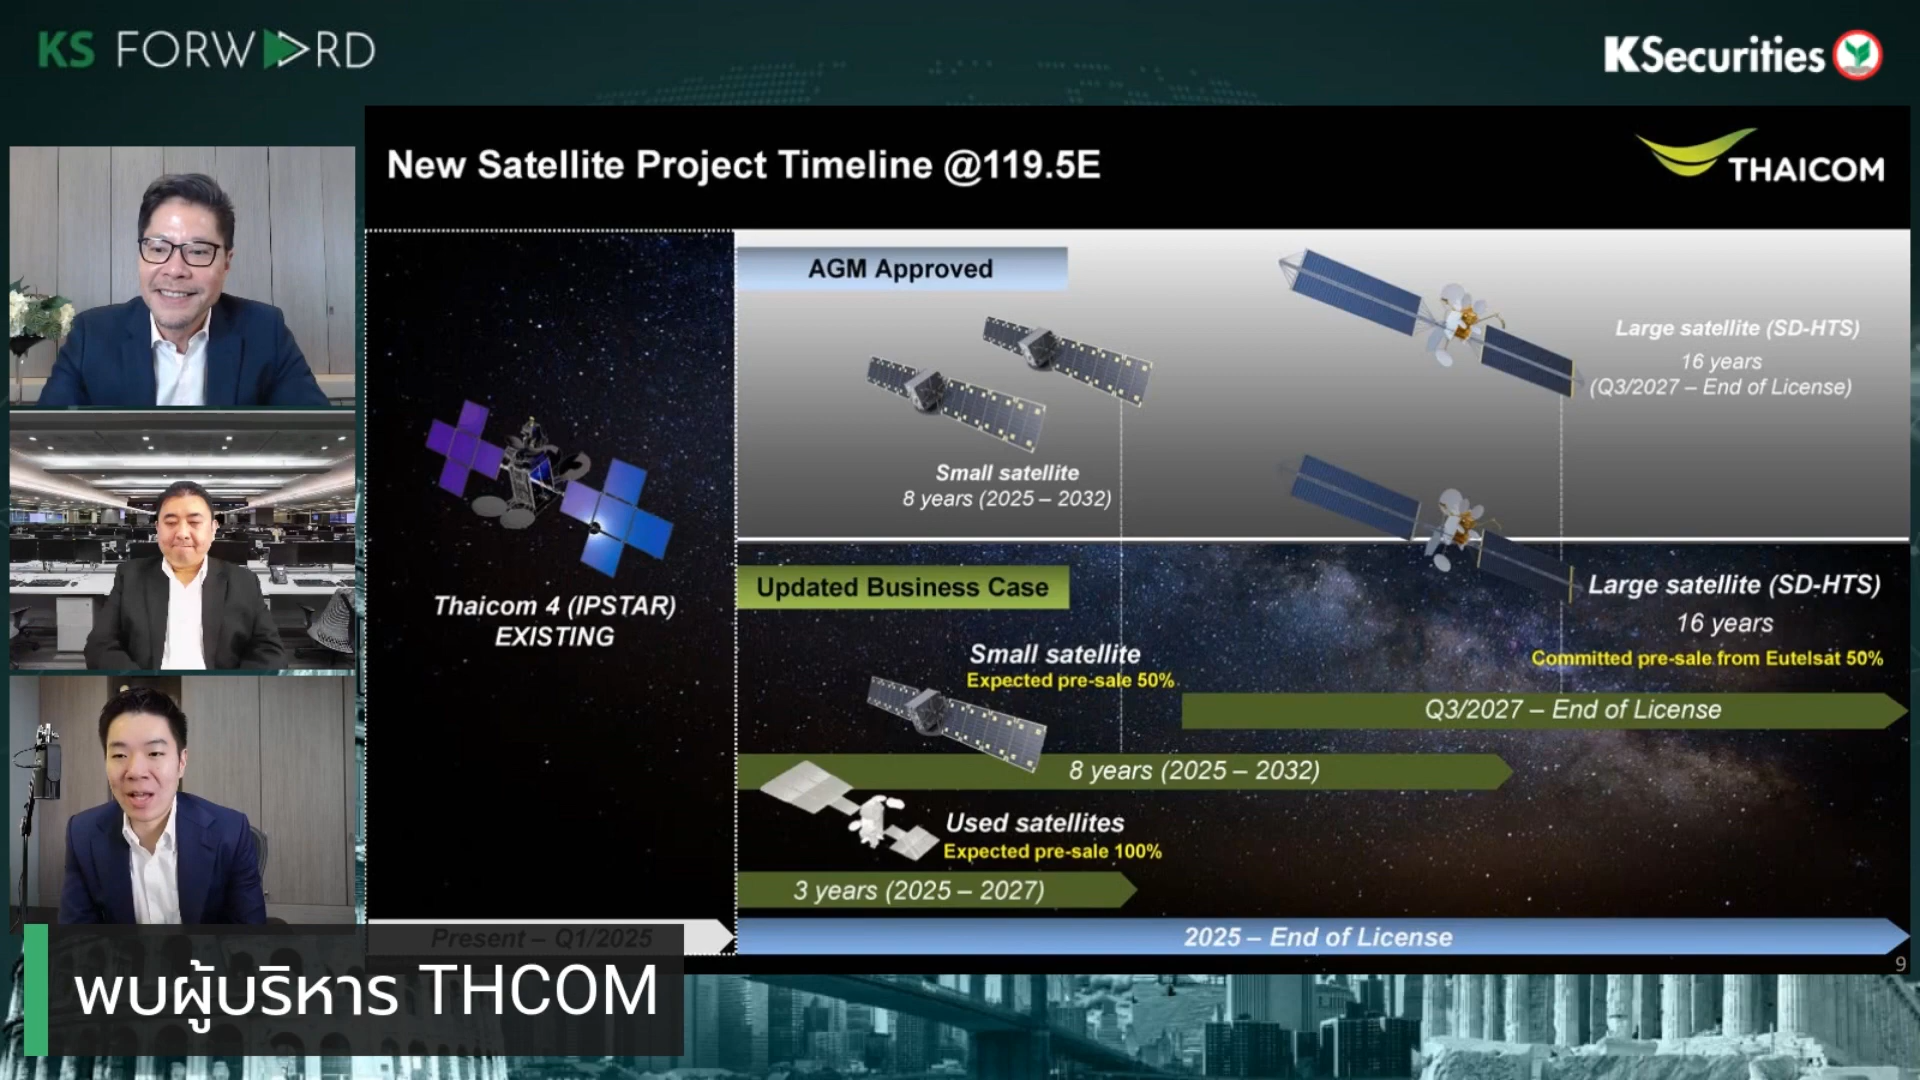 KS FORWARD
KSecurities
New Satellite Project Timeline @119.5E
THAICOM
AGM Approved
Large satellite (SD-HTS)
16 years
(Q3/2027 – End of License)
Small satellite
8 years (2025 – 2032)
Thaicom 4 (IPSTAR)
EXISTING
Updated Business Case
Large satellite (SD-HTS)
16 years
Committed pre-sale from Eutelsat 50%
Small satellite
Expected pre-sale 50%
Q3/2027 – End of License
8 years (2025 – 2032)
Used satellites
Expected pre-sale 100%
3 years (2025 – 2027)
Present – Q1/2025
2025 – End of License
9
พบผู้บริหาร THCOM